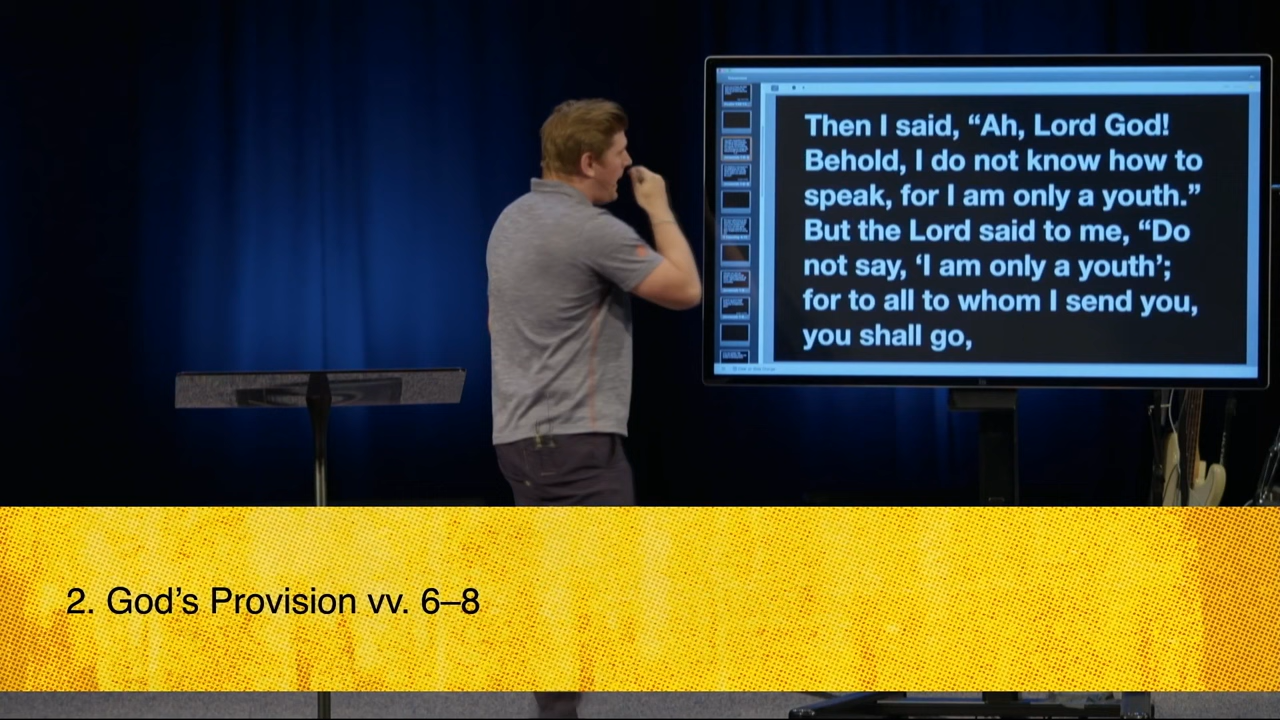 Then I said, “Ah, Lord God!
Behold, I do not know how to
speak, for I am only a youth.”
But the Lord said to me, “Do
not say, ‘I am only a youth’;
for to all to whom I send you,
you shall go,
2. God’s Provision vv. 6–8